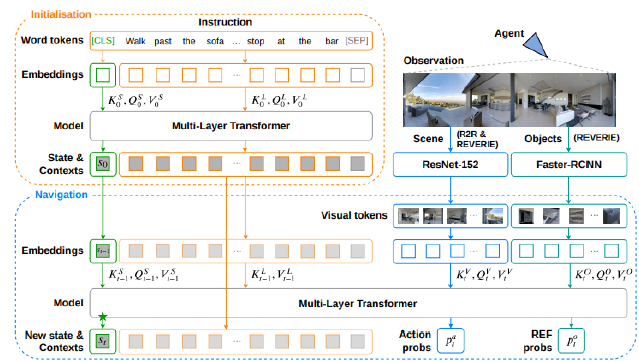 Initialisation
Instruction
Word tokens [CLS] Walk past the sofa ... stop at the bar [SEP]
Agent
Observation
Embeddings ...
K_0^S, Q_0^S, V_0^S K_0^L, Q_0^L, V_0^L
Model Multi-Layer Transformer
Scene (R2R & REVERIE) Objects (REVERIE)
State & Contexts s_0 ...
ResNet-152 Faster-RCINN
Navigation
Visual tokens ... ...
Embeddings s_{t-1} ... ... ...
K_{t-1}^S, Q_{t-1}^S, V_{t-1}^S K_{t-1}^L, V_{t-1}^L K_t^V, Q_t^V, V_t^V K_t^O, Q_t^O, V_t^O
Model Multi-Layer Transformer
New state & Contexts s_t ... Action probs p_t^a REF probs p_t^o